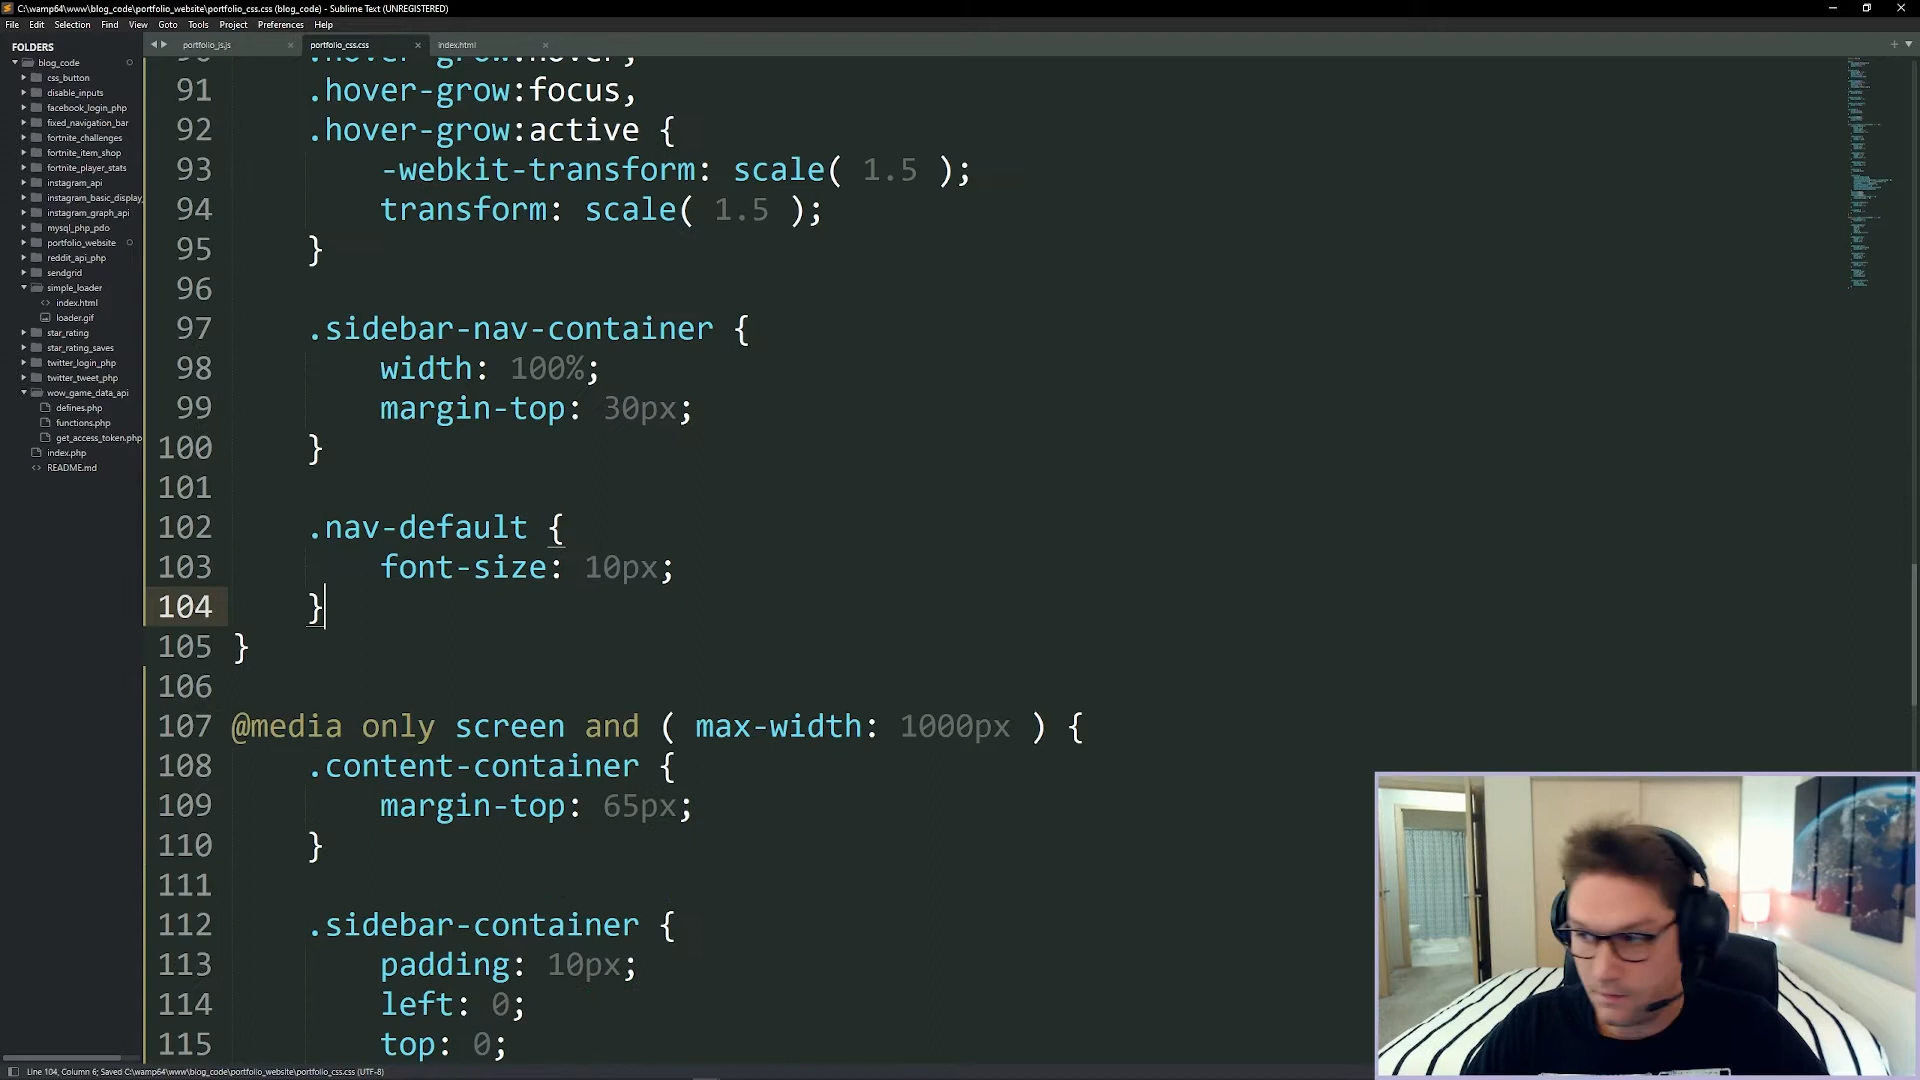 C:\wamp64\www\blog_code\portfolio_website\portfolio_css.css (blog_code) - Sublime Text (UNREGISTERED)
File Edit Selection Find View Goto Tools Project Preferences Help
FOLDERS
blog_code
css_button
disable_inputs
facebook_login_php
fixed_navigation_bar
fortnite_challenges
fortnite_item_shop
fortnite_player_stats
instagram_api
instagram_basic_display_
instagram_graph_api
mysql_php_pdo
portfolio_website
reddit_api_php
sendgrid
simple_loader
index.html
loader.gif
star_rating
star_rating_saves
twitter_login_php
twitter_tweet_php
wow_game_data_api
defines.php
functions.php
get_access_token.php
index.php
README.md
portfolio_js.js portfolio_css.css index.html
90 .hover-grow:hover,
91 .hover-grow:focus,
92 .hover-grow:active {
93 -webkit-transform: scale( 1.5 );
94 transform: scale( 1.5 );
95 }
96
97 .sidebar-nav-container {
98 width: 100%;
99 margin-top: 30px;
100 }
101
102 .nav-default {
103 font-size: 10px;
104 }
105 }
106
107 @media only screen and ( max-width: 1000px ) {
108 .content-container {
109 margin-top: 65px;
110 }
111
112 .sidebar-container {
113 padding: 10px;
114 left: 0;
115 top: 0;
Line 104, Column 6; Saved C:\wamp64\www\blog_code\portfolio_website\portfolio_css.css (UTF-8)